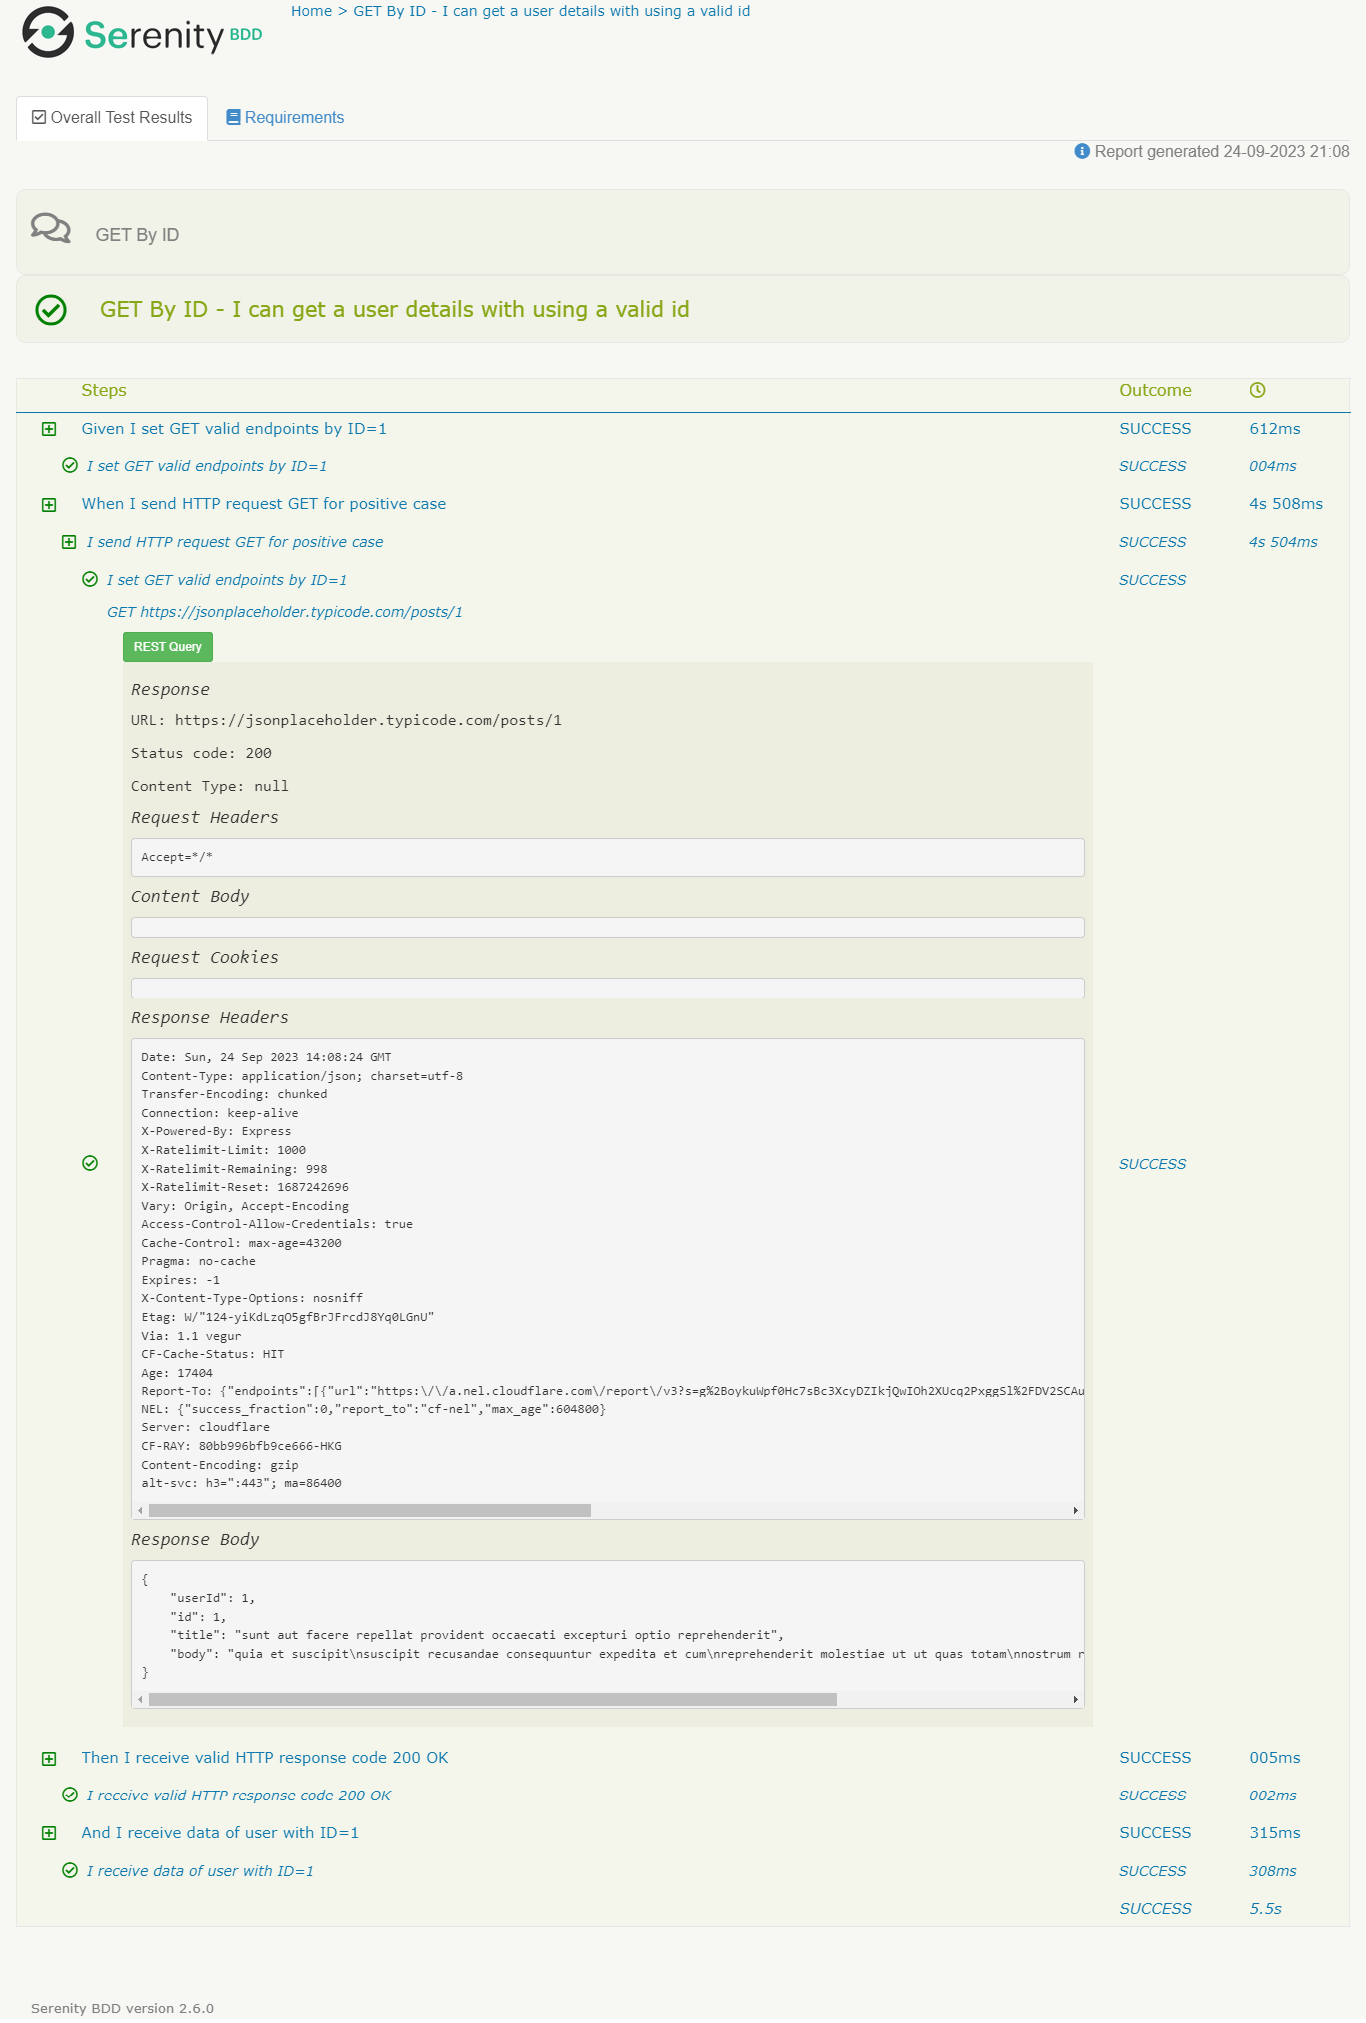 Serenity BDD
Home > GET By ID - I can get a user details with using a valid id
Overall Test Results
Requirements
Report generated 24-09-2023 21:08
GET By ID
GET By ID - I can get a user details with using a valid id
Steps Outcome
Given I set GET valid endpoints by ID=1 SUCCESS 612ms
I set GET valid endpoints by ID=1 SUCCESS 004ms
When I send HTTP request GET for positive case SUCCESS 4s 508ms
I send HTTP request GET for positive case SUCCESS 4s 504ms
I set GET valid endpoints by ID=1 SUCCESS
GET https://jsonplaceholder.typicode.com/posts/1
REST Query
Response
URL: https://jsonplaceholder.typicode.com/posts/1
Status code: 200
Content Type: null
Request Headers
Accept=*/*
Content Body
Request Cookies
Response Headers
Date: Sun, 24 Sep 2023 14:08:24 GMT
Content-Type: application/json; charset=utf-8
Transfer-Encoding: chunked
Connection: keep-alive
X-Powered-By: Express
X-Ratelimit-Limit: 1000
SUCCESS
X-Ratelimit-Remaining: 998
X-Ratelimit-Reset: 1687242696
Vary: Origin, Accept-Encoding
Access-Control-Allow-Credentials: true
Cache-Control: max-age=43200
Pragma: no-cache
Expires: -1
X-Content-Type-Options: nosniff
Etag: W/"124-yiKdLzqO5gfBrJFrcdJ8Yq0LGnU"
Via: 1.1 vegur
CF-Cache-Status: HIT
Age: 17404
Report-To: {"endpoints":[{"url":"https:\/\/a.nel.cloudflare.com\/report\/v3?s=g%2BoykuWpf0Hc7sBc3XcyDZIkjQwIOh2XUcq2PxggSl%2FDV2SCAu
NEL: {"success_fraction":0,"report_to":"cf-nel","max_age":604800}
Server: cloudflare
CF-RAY: 80bb996bfb9ce666-HKG
Content-Encoding: gzip
alt-svc: h3=":443"; ma=86400
Response Body
{
"userId": 1,
"id": 1,
"title": "sunt aut facere repellat provident occaecati excepturi optio reprehenderit",
"body": "quia et suscipit\nsuscipit recusandae consequuntur expedita et cum\nreprehenderit molestiae ut ut quas totam\nnostrum r
}
Then I receive valid HTTP response code 200 OK SUCCESS 005ms
I receive valid HTTP response code 200 OK SUCCESS 002ms
And I receive data of user with ID=1 SUCCESS 315ms
I receive data of user with ID=1 SUCCESS 308ms
SUCCESS 5.5s
Serenity BDD version 2.6.0